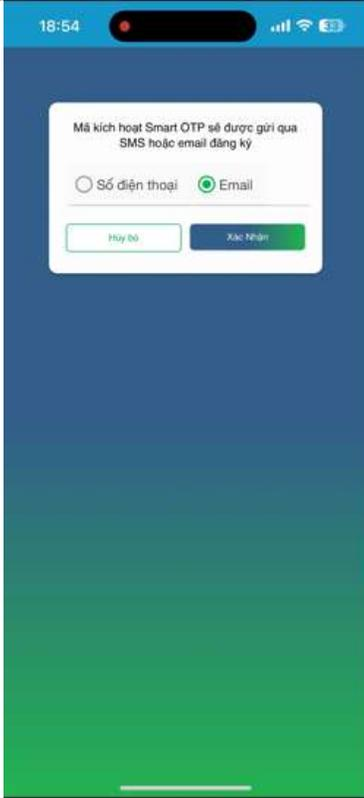 18:54
33
Mã kích hoạt Smart OTP sẽ được gửi qua
SMS hoặc email đăng ký
Số điện thoại Email
Hủy bỏ Xác Nhận